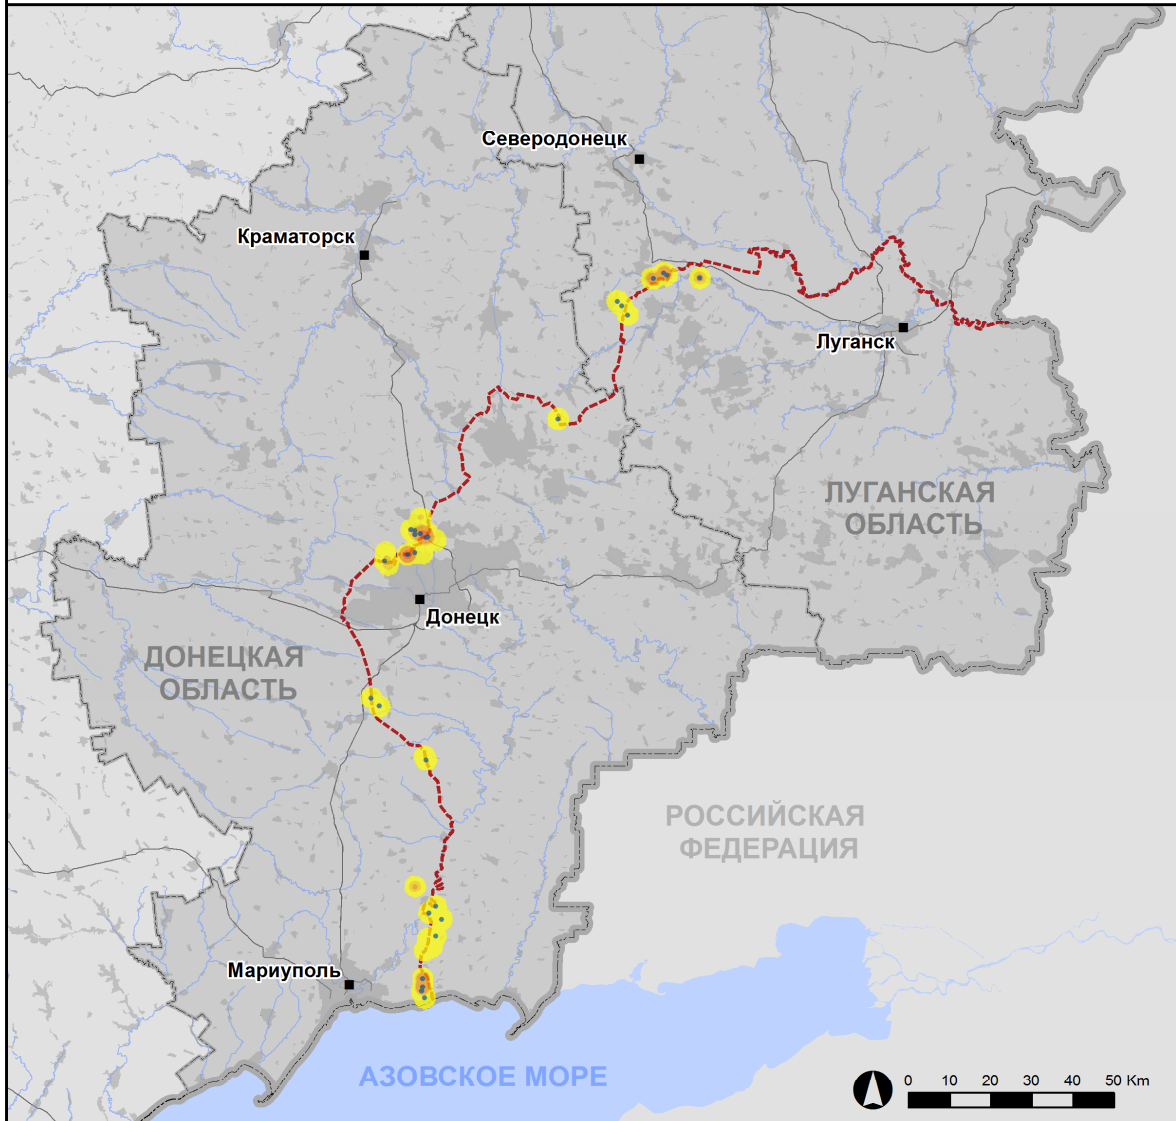 Северодонецк
Краматорск
Луганск
ЛУГАНСКАЯ
ОБЛАСТЬ
Донецк
ДОНЕЦКАЯ
ОБЛАСТЬ
РОССИЙСКАЯ
ФЕДЕРАЦИЯ
Мариуполь
АЗОВСКОЕ МОРЕ
0 10 20 30 40 50 Km